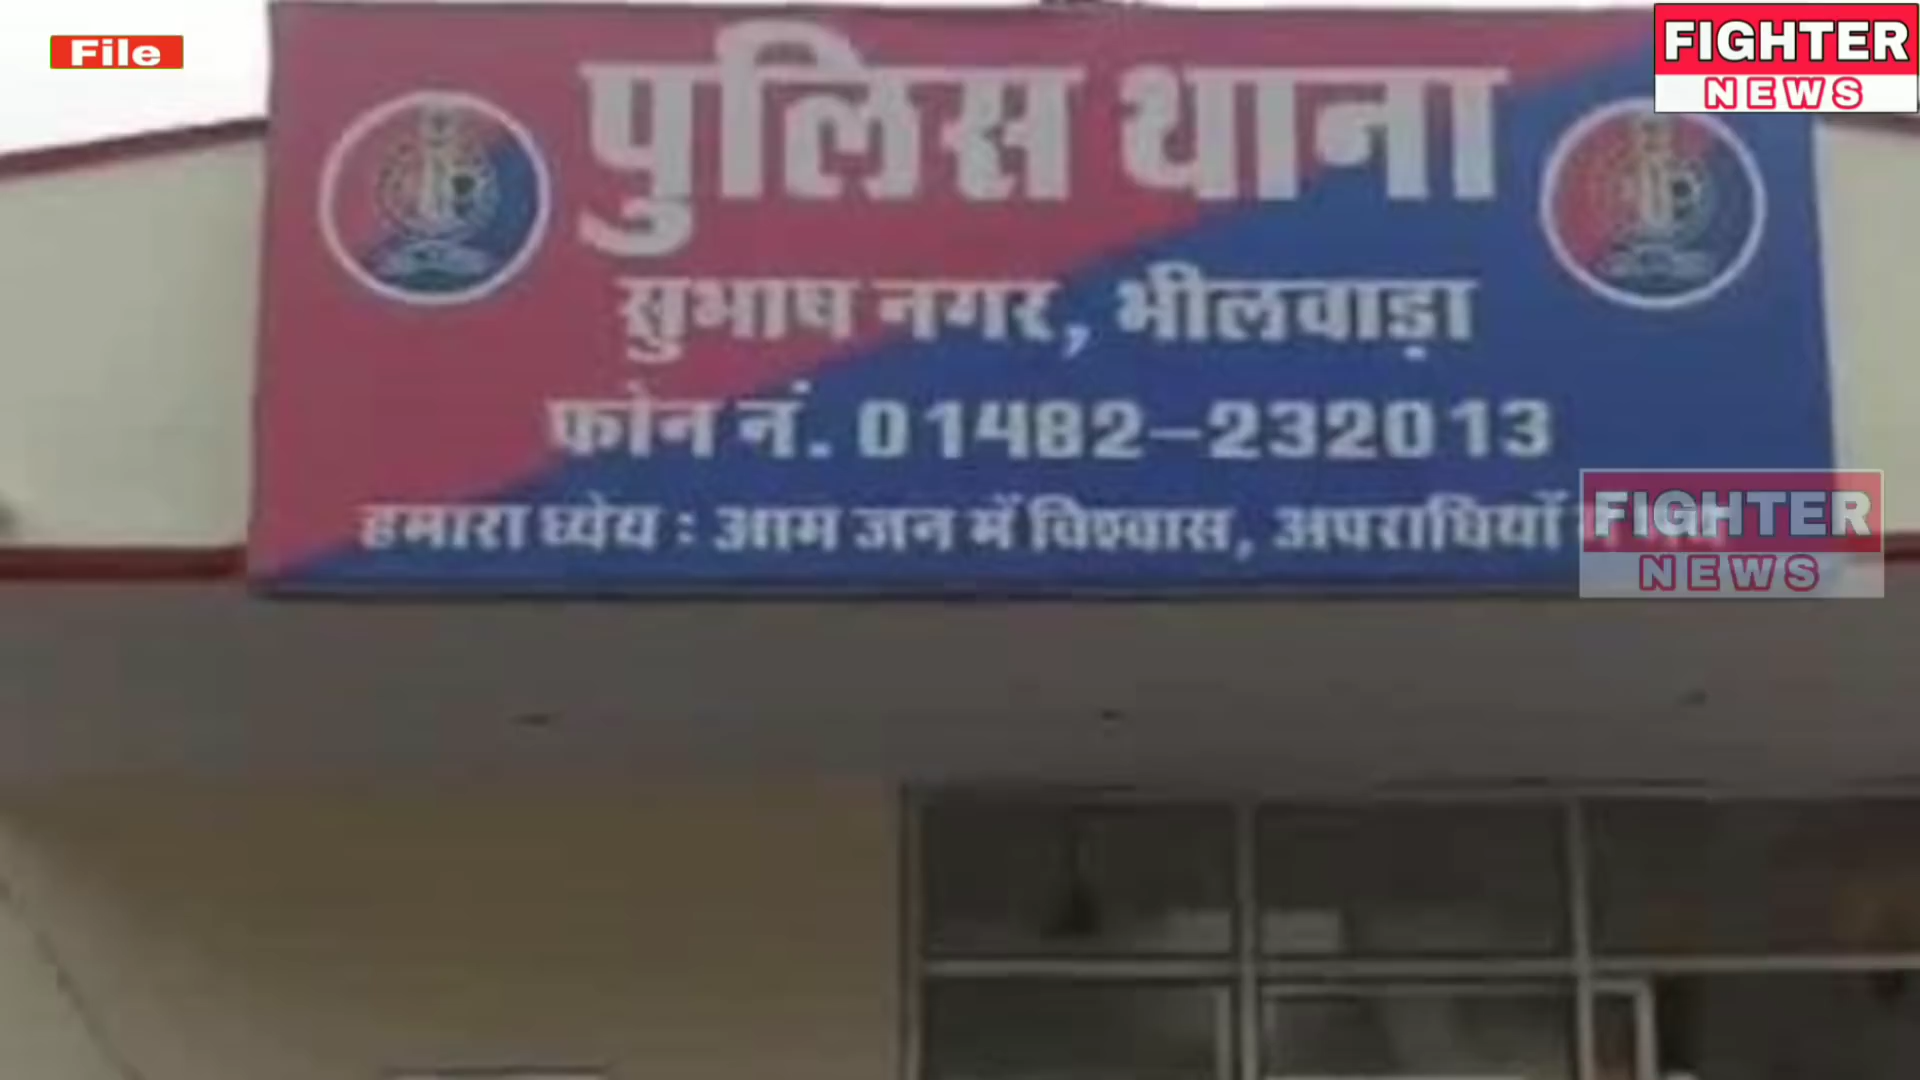 File
FIGHTER
NEWS
पुलिस थाना
सुभाष नगर, भीलवाड़ा
फोन नं. 01482-232013
हमारा ध्येय : आम जन में विश्वास, अपराधियों
FIGHTER
NEWS